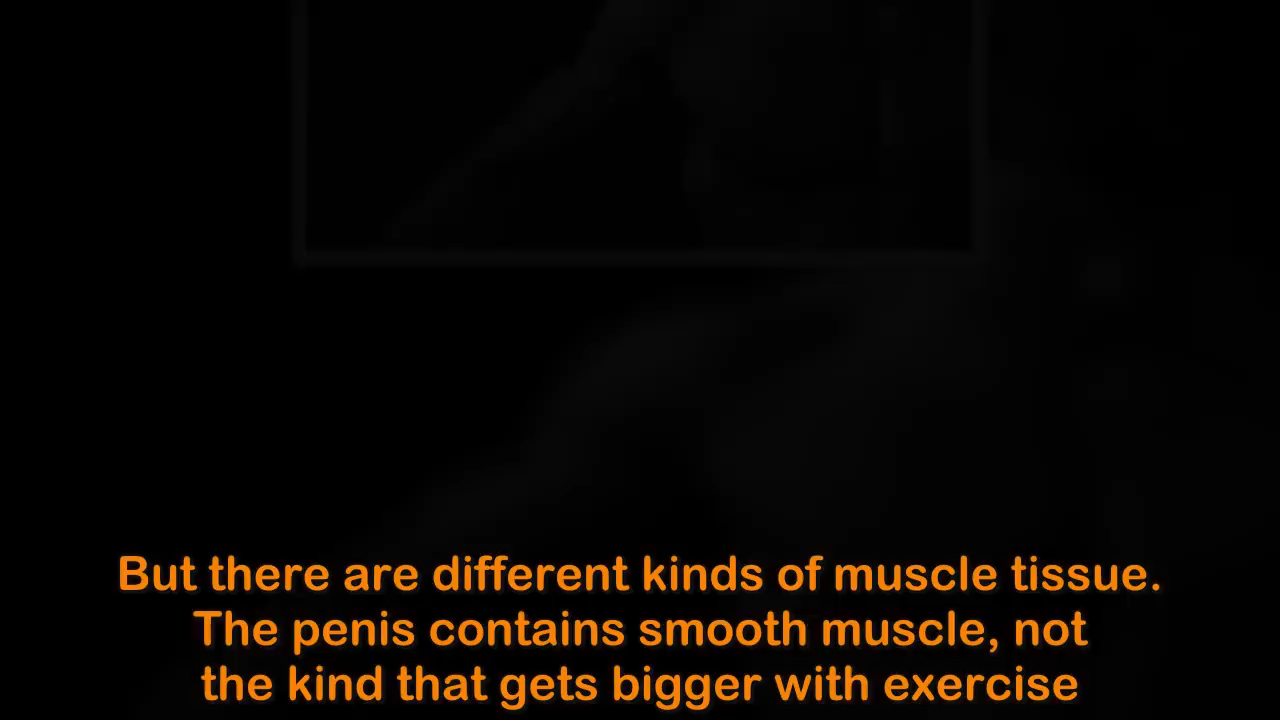 But there are different kinds of muscle tissue.
The penis contains smooth muscle, not
the kind that gets bigger with exercise